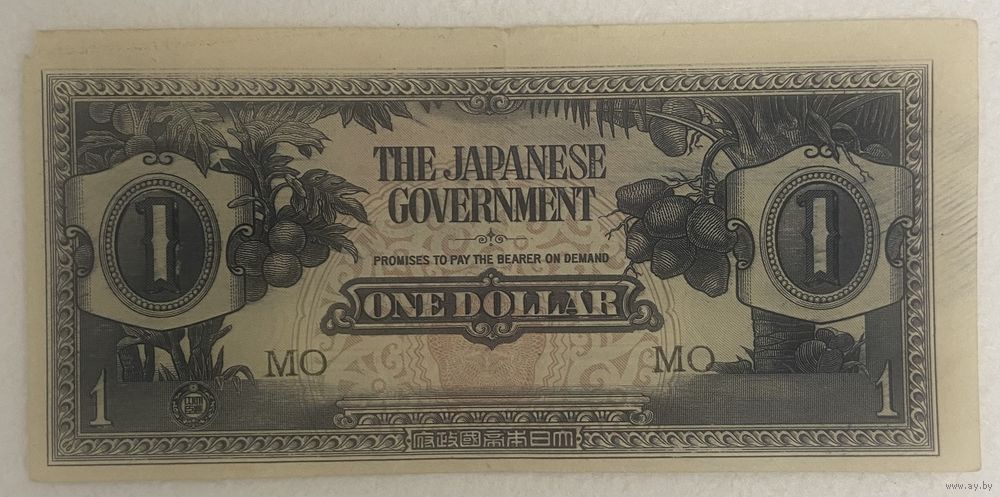 THE JAPANESE
GOVERNMENT
PROMISES TO PAY THE BEARER ON DEMAND
ONE DOLLAR
1
1
MO
MO
1
1
府政國帝本日大
www.ay.by